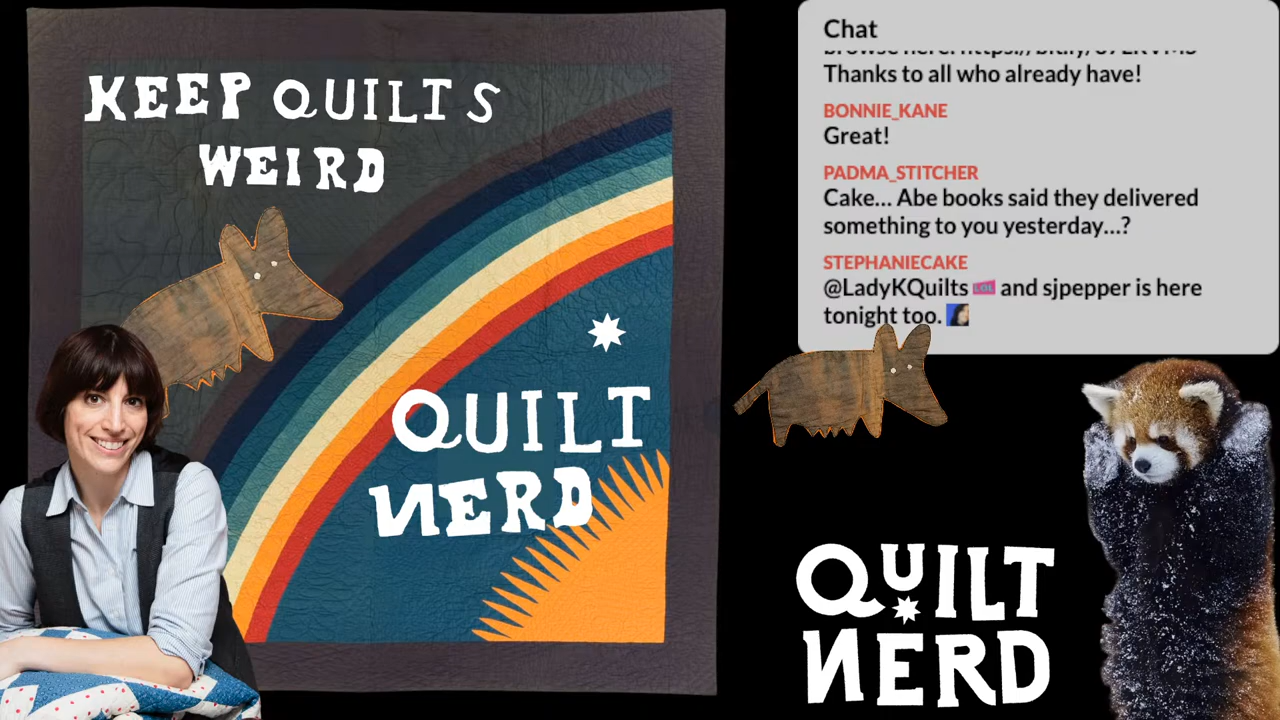 KEEP QUILTS
WEIRD
QUILT
NERD
Chat
Thanks to all who already have!
BONNIE_KANE
Great!
PADMA_STITCHER
Cake... Abe books said they delivered
something to you yesterday...?
STEPHANIECAKE
@LadyKQuilts LOL and sjpepper is here
tonight too.
QUILT
NERD